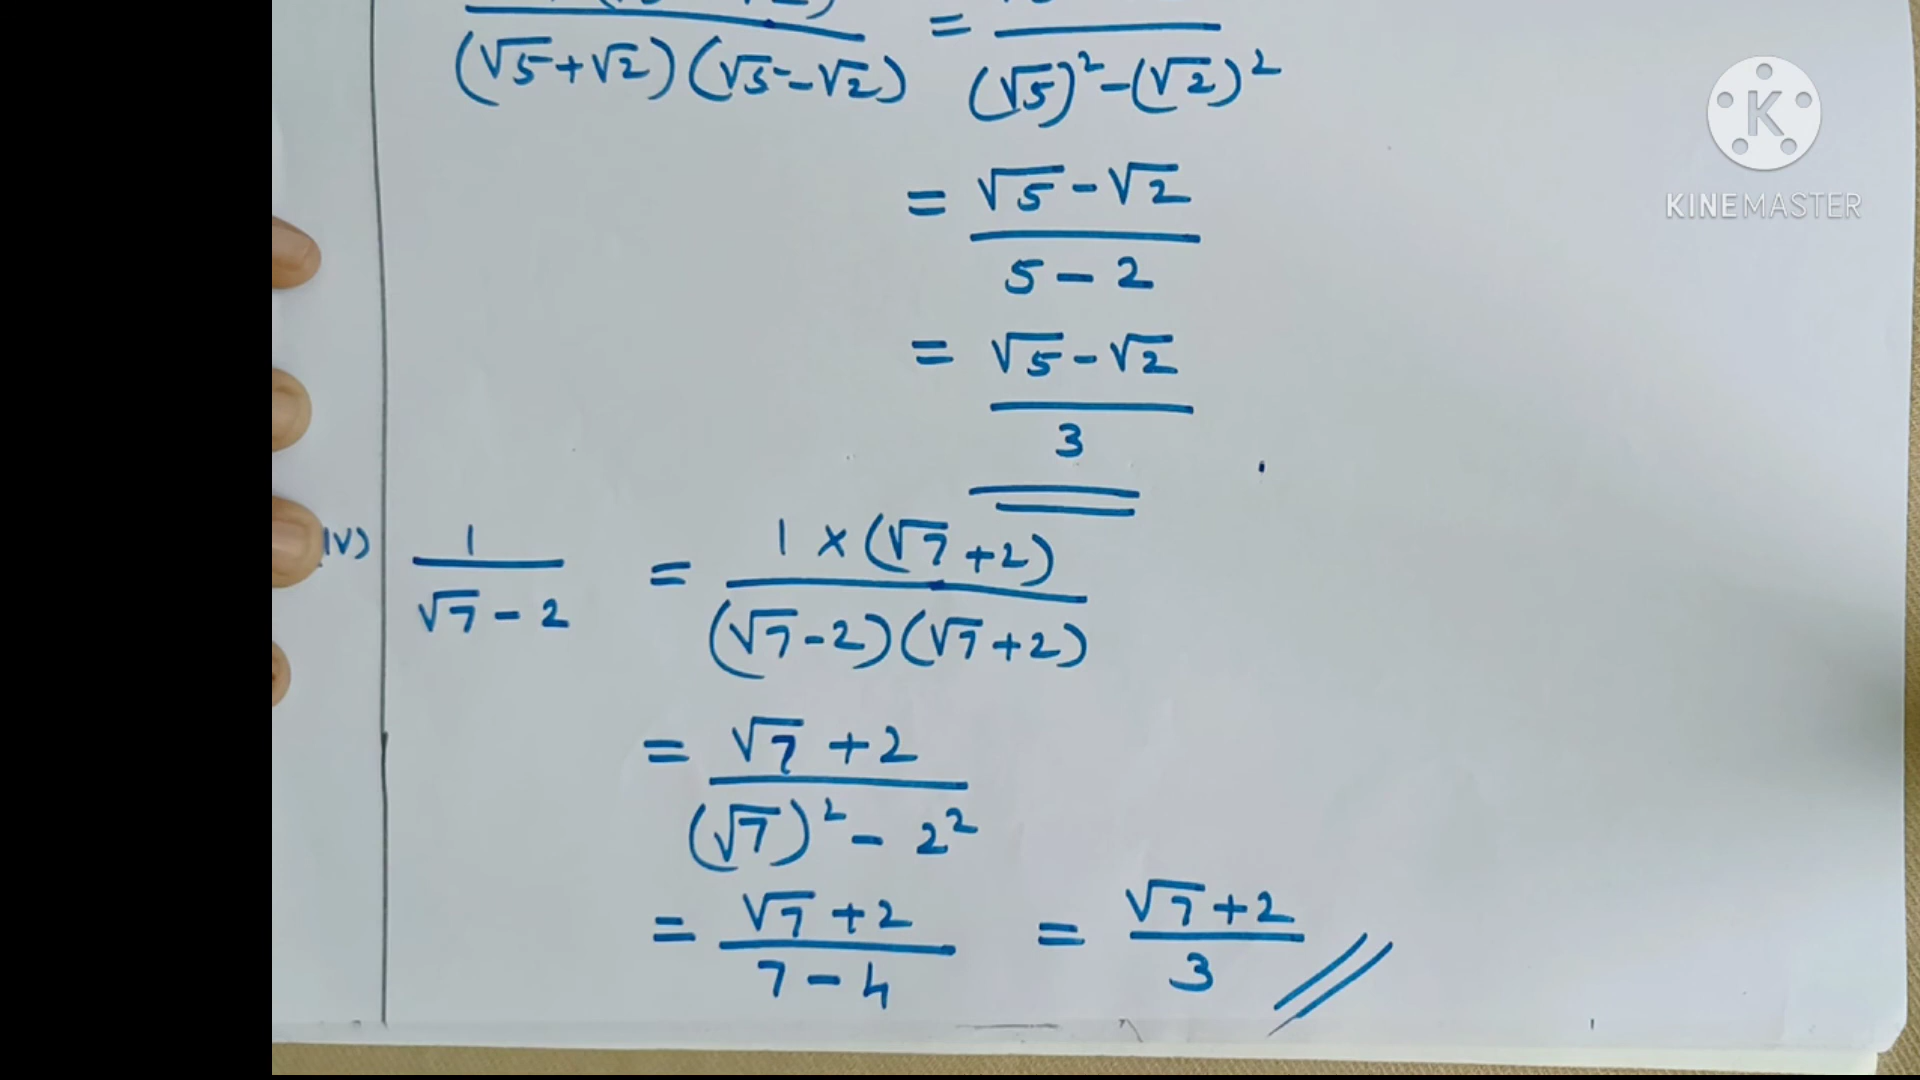 (√5+√2)(√5-√2) = (√5)²-(√2)²
= √5-√2 / 5-2
= √5-√2 / 3
KINEMASTER
iv) 1 / √7-2 = 1×(√7+2) / (√7-2)(√7+2)
= √7+2 / (√7)²-2²
= √7+2 / 7-4 = √7+2 / 3